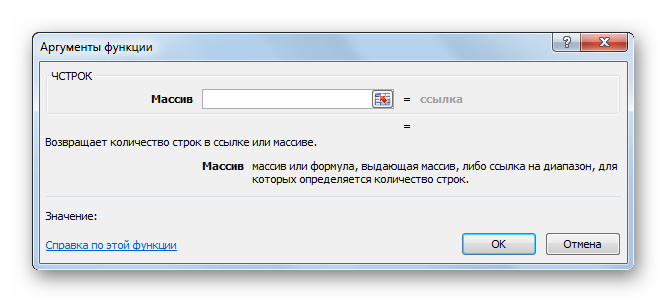 Аргументы функции
?
ЧСТРОК
Массив = ссылка
=
Возвращает количество строк в ссылке или массиве.
Массив массив или формула, выдающая массив, либо ссылка на диапазон, для
которых определяется количество строк.
Значение:
Справка по этой функции ОК Отмена